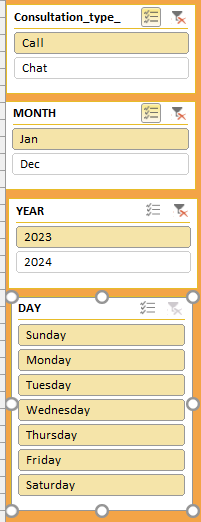 Consultation_type_
Call
Chat
MONTH
Jan
Dec
YEAR
2023
2024
DAY
Sunday
Monday
Tuesday
Wednesday
Thursday
Friday
Saturday